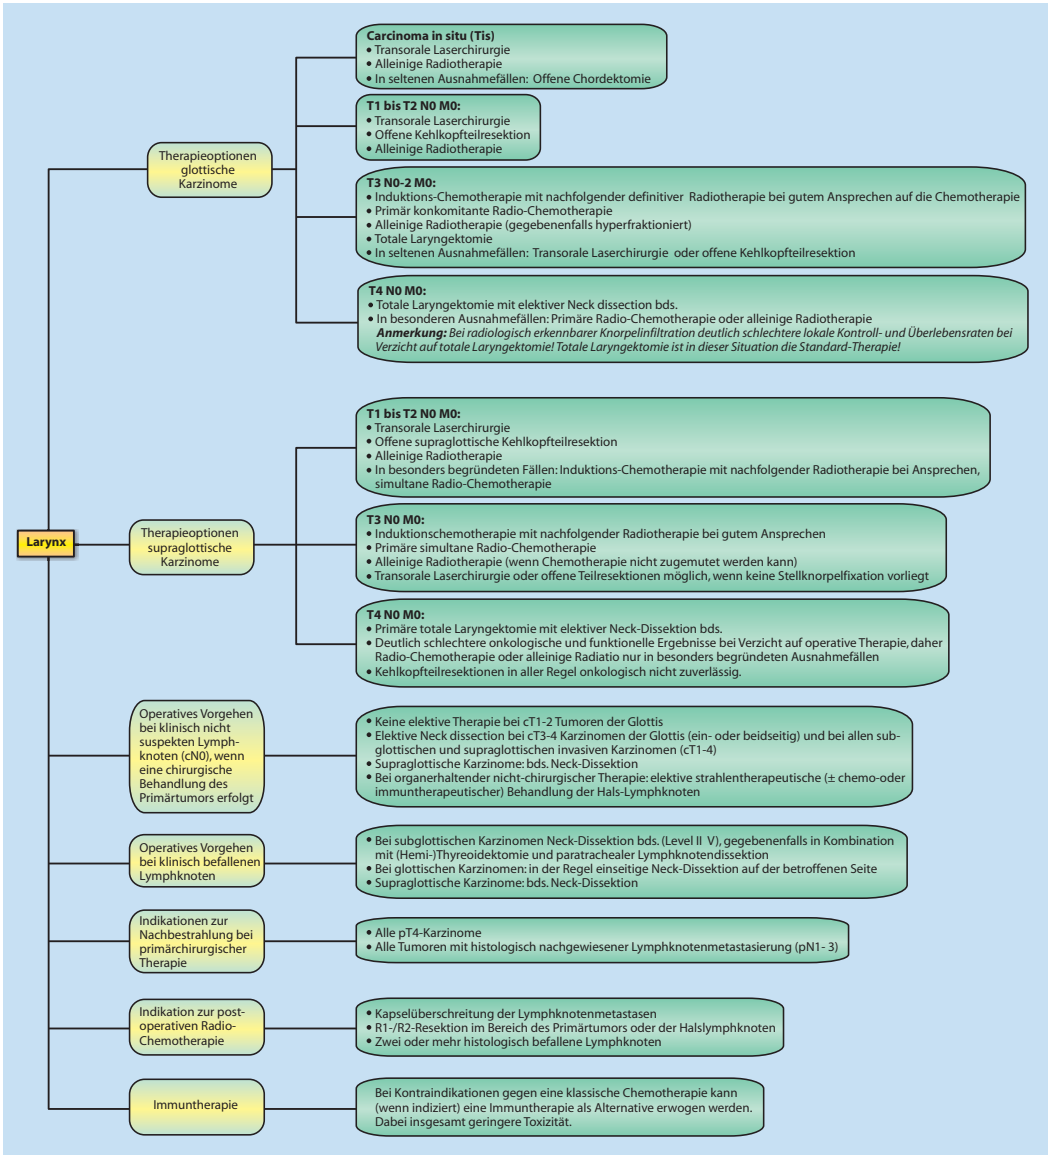 Carcinoma in situ (Tis)
• Transorale Laserchirurgie
• Alleinige Radiotherapie
• In seltenen Ausnahmefällen: Offene Chordektomie
T1 bis T2 N0 M0:
• Transorale Laserchirurgie
• Offene Kehlkopfteilresektion
• Alleinige Radiotherapie
Therapieoptionen
glottische
Karzinome
T3 N0-2 M0:
• Induktions-Chemotherapie mit nachfolgender definitiver Radiotherapie bei gutem Ansprechen auf die Chemotherapie
• Primär konkomitante Radio-Chemotherapie
• Alleinige Radiotherapie (gegebenenfalls hyperfraktioniert)
• Totale Laryngektomie
• In seltenen Ausnahmefällen: Transorale Laserchirurgie oder offene Kehlkopfteilresektion
T4 N0 M0:
• Totale Laryngektomie mit elektiver Neck dissection bds.
• In besonderen Ausnahmefällen: Primäre Radio-Chemotherapie oder alleinige Radiotherapie
Anmerkung: Bei radiologisch erkennbarer Knorpelinfiltration deutlich schlechtere lokale Kontroll- und Überlebensraten bei
Verzicht auf totale Laryngektomie! Totale Laryngektomie ist in dieser Situation die Standard-Therapie!
T1 bis T2 N0 M0:
• Transorale Laserchirurgie
• Offene supraglottische Kehlkopfteilresektion
• Alleinige Radiotherapie
• In besonders begründeten Fällen: Induktions-Chemotherapie mit nachfolgender Radiotherapie bei Ansprechen,
simultane Radio-Chemotherapie
Larynx
Therapieoptionen
supraglottische
Karzinome
T3 N0 M0:
• Induktionschemotherapie mit nachfolgender Radiotherapie bei gutem Ansprechen
• Primäre simultane Radio-Chemotherapie
• Alleinige Radiotherapie (wenn Chemotherapie nicht zugemutet werden kann)
• Transorale Laserchirurgie oder offene Teilresektionen möglich, wenn keine Stellknorpelfixation vorliegt
T4 N0 M0:
• Primäre totale Laryngektomie mit elektiver Neck-Dissektion bds.
• Deutlich schlechtere onkologische und funktionelle Ergebnisse bei Verzicht auf operative Therapie, daher
Radio-Chemotherapie oder alleinige Radiatio nur in besonders begründeten Ausnahmefällen
• Kehlkopfteilresektionen in aller Regel onkologisch nicht zuverlässig.
Operatives Vorgehen
bei klinisch nicht
suspekten Lymph-
knoten (cN0), wenn
eine chirurgische
Behandlung des
Primärtumors erfolgt
• Keine elektive Therapie bei cT1-2 Tumoren der Glottis
• Elektive Neck dissection bei cT3-4 Karzinomen der Glottis (ein- oder beidseitig) und bei allen sub-
glottischen und supraglottischen invasiven Karzinomen (cT1-4)
• Supraglottische Karzinome: bds. Neck-Dissektion
• Bei organerhaltender nicht-chirurgischer Therapie: elektive strahlentherapeutische (± chemo-oder
immuntherapeutischer) Behandlung der Hals-Lymphknoten
Operatives Vorgehen
bei klinisch befallenen
Lymphknoten
• Bei subglottischen Karzinomen Neck-Dissektion bds. (Level II V), gegebenenfalls in Kombination
mit (Hemi-)Thyreoidektomie und paratrachealer Lymphknotendissektion
• Bei glottischen Karzinomen: in der Regel einseitige Neck-Dissektion auf der betroffenen Seite
• Supraglottische Karzinome: bds. Neck-Dissektion
Indikationen zur
Nachbestrahlung bei
primärchirurgischer
Therapie
• Alle pT4-Karzinome
• Alle Tumoren mit histologisch nachgewiesener Lymphknotenmetastasierung (pN1- 3)
Indikation zur post-
operativen Radio-
Chemotherapie
• Kapselüberschreitung der Lymphknotenmetastasen
• R1-/R2-Resektion im Bereich des Primärtumors oder der Halslymphknoten
• Zwei oder mehr histologisch befallene Lymphknoten
Immuntherapie
Bei Kontraindikationen gegen eine klassische Chemotherapie kann
(wenn indiziert) eine Immuntherapie als Alternative erwogen werden.
Dabei insgesamt geringere Toxizität.